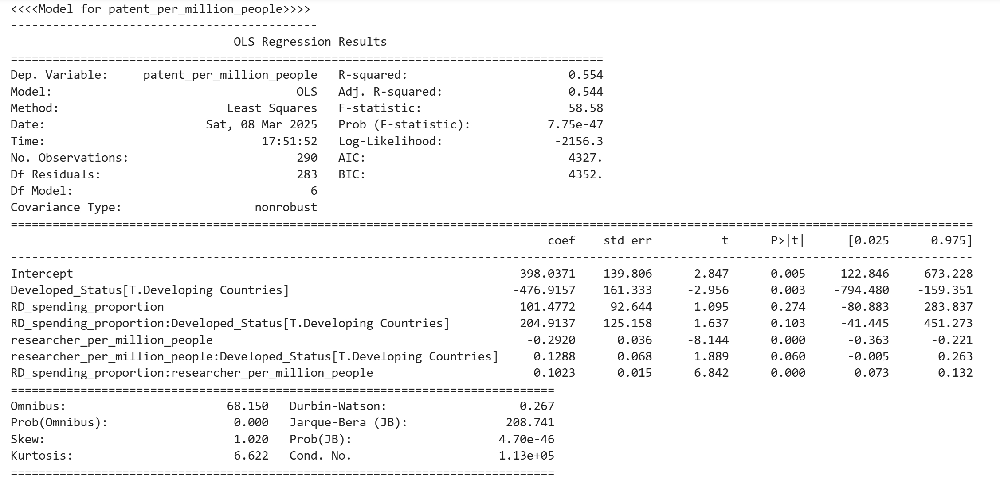 <<<<Model for patent_per_million_people>>>>
--------------------------------------------
OLS Regression Results
=====================================================================================
Dep. Variable: patent_per_million_people R-squared: 0.554
Model: OLS Adj. R-squared: 0.544
Method: Least Squares F-statistic: 58.58
Date: Sat, 08 Mar 2025 Prob (F-statistic): 7.75e-47
Time: 17:51:52 Log-Likelihood: -2156.3
No. Observations: 290 AIC: 4327.
Df Residuals: 283 BIC: 4352.
Df Model: 6
Covariance Type: nonrobust
==========================================================================================================================================
coef std err t P>|t| [0.025 0.975]
------------------------------------------------------------------------------------------------------------------------------------------
Intercept 398.0371 139.806 2.847 0.005 122.846 673.228
Developed_Status[T.Developing Countries] -476.9157 161.333 -2.956 0.003 -794.480 -159.351
RD_spending_proportion 101.4772 92.644 1.095 0.274 -80.883 283.837
RD_spending_proportion:Developed_Status[T.Developing Countries] 204.9137 125.158 1.637 0.103 -41.445 451.273
researcher_per_million_people -0.2920 0.036 -8.144 0.000 -0.363 -0.221
researcher_per_million_people:Developed_Status[T.Developing Countries] 0.1288 0.068 1.889 0.060 -0.005 0.263
RD_spending_proportion:researcher_per_million_people 0.1023 0.015 6.842 0.000 0.073 0.132
==============================================================================
Omnibus: 68.150 Durbin-Watson: 0.267
Prob(Omnibus): 0.000 Jarque-Bera (JB): 208.741
Skew: 1.020 Prob(JB): 4.70e-46
Kurtosis: 6.622 Cond. No. 1.13e+05
==============================================================================